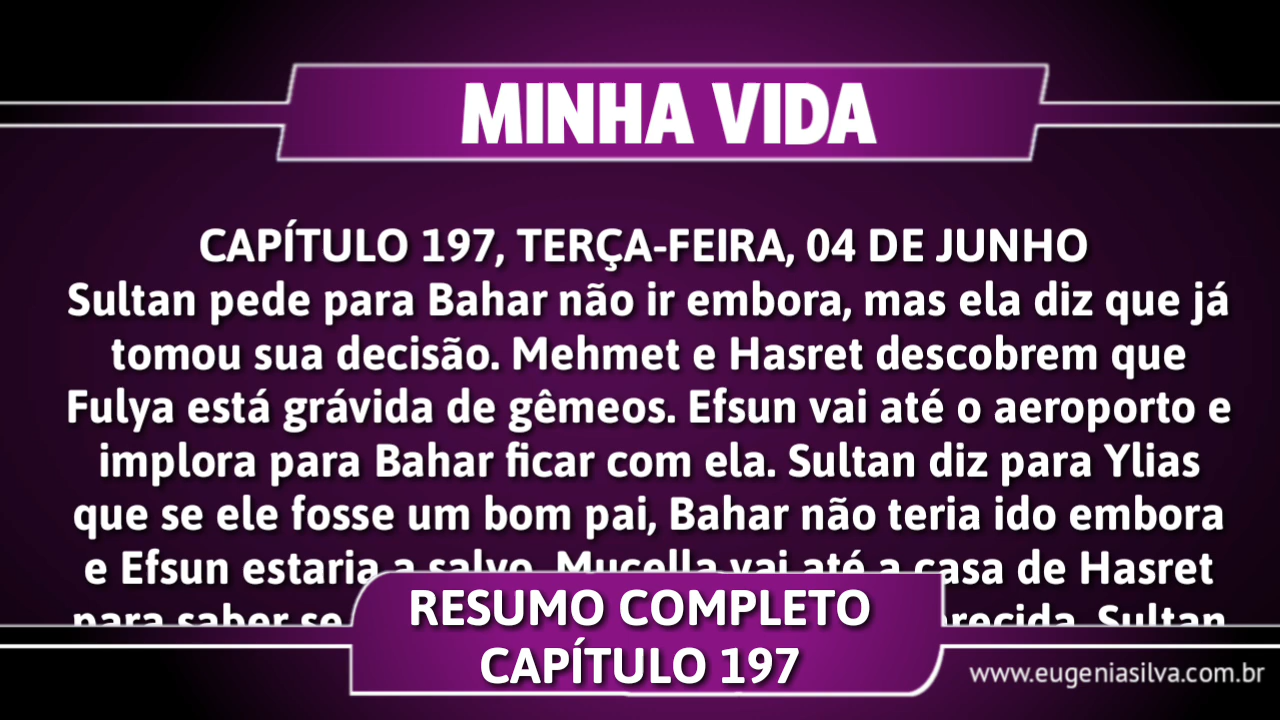 MINHA VIDA
CAPÍTULO 197, TERÇA-FEIRA, 04 DE JUNHO
Sultan pede para Bahar não ir embora, mas ela diz que já
tomou sua decisão. Mehmet e Hasret descobrem que
Fulya está grávida de gêmeos. Efsun vai até o aeroporto e
implora para Bahar ficar com ela. Sultan diz para Ylias
que se ele fosse um bom pai, Bahar não teria ido embora
e Efsun estaria a salvo. Mucella vai até a casa de Hasret
para saber se Sultan
RESUMO COMPLETO
CAPÍTULO 197
www.eugeniasilva.com.br